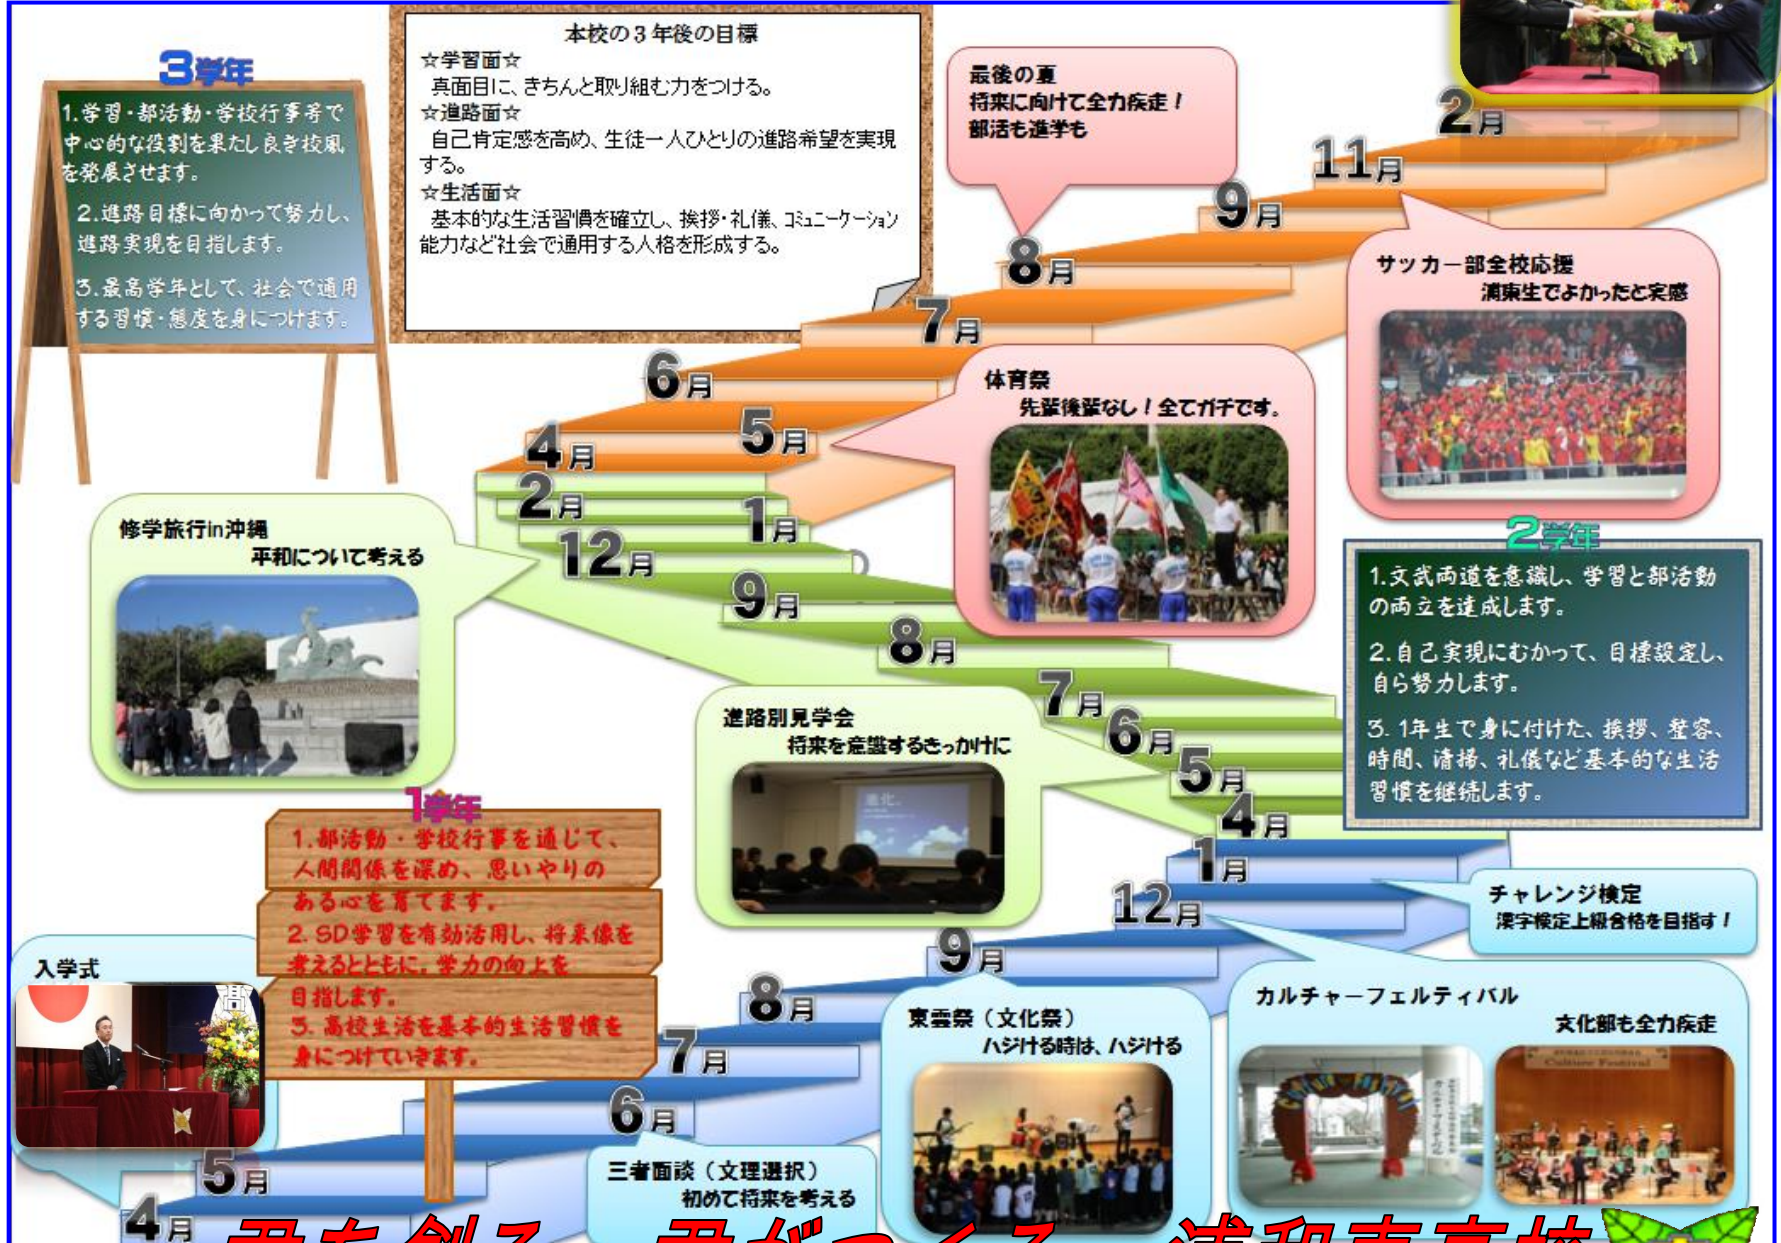 本校の3年後の目標
☆学習面☆
真面目に、きちんと取り組む力をつける。
☆進路面☆
自己肯定感を高め、生徒一人ひとりの進路希望を実現
する。
☆生活面☆
基本的な生活習慣を確立し、挨拶・礼儀、コミュニーケーション
能力など社会で通用する人格を形成する。
3学年
1.学習・部活動・学校行事等で
中心的な役割を果たし良き校風
を発展させます。
2.進路目標に向かって努力し、
進路実現を目指します。
3.最高学年として、社会で通用
する習慣・態度を身につけます。
最後の夏
将来に向けて全力疾走!
部活も進学も
2月
11月
9月
8月
7月
6月
5月
4月
サッカー部全校応援
浦東生でよかったと実感
体育祭
先輩後輩なし!全てガチです。
2月
1月
12月
9月
8月
7月
6月
5月
4月
修学旅行in沖縄
平和について考える
2学年
1.文武両道を意識し、学習と部活動
の両立を達成します。
2.自己実現にむかって、目標設定し、
自ら努力します。
3. 1年生で身に付けた、挨拶、整容、
時間、清掃、礼儀など基本的な生活
習慣を継続します。
進路別見学会
将来を意識するきっかけに
進化。
1学年
1.部活動・学校行事を通じて、
人間関係を深め、思いやりの
ある心を育てます。
2. SD学習を有効活用し、将来像を
考えるとともに。学力の向上を
目指します。
3. 高校生活を基本的生活習慣を
身につけていきます。
1月
12月
9月
8月
7月
6月
5月
4月
チャレンジ検定
漢字検定上級合格を目指す!
カルチャーフェルティバル
文化部も全力疾走
Culture Festival
東雲祭(文化祭)
ハジける時は、ハジける
入学式
高
三者面談(文理選択)
初めて将来を考える
君を創る 君がつくる 浦和東高校